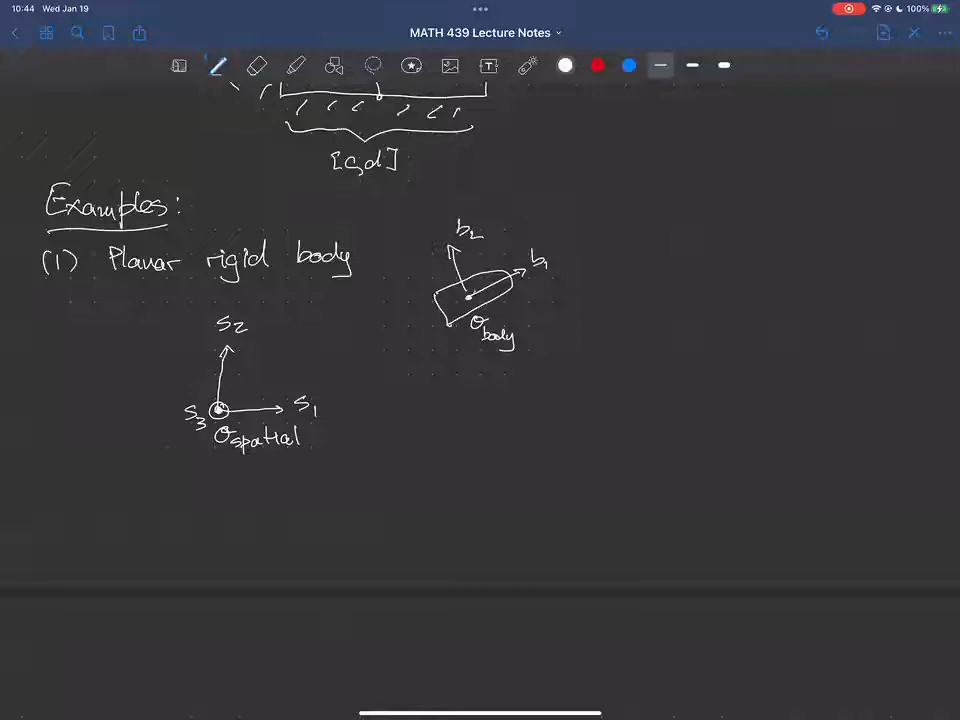 10:44 Wed Jan 19
100%
MATH 439 Lecture Notes
[c,d]
Examples:
(1) Planar rigid body
b2
b1
Obody
s2
s3
s1
Ospatial